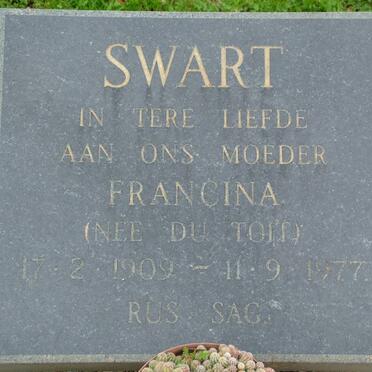 SWART
IN TERE LIEFDE
AAN ONS MOEDER
FRANCINA
(NEE DU TOIT)
17-2-1909 - 11-9-1977
RUS SAG.